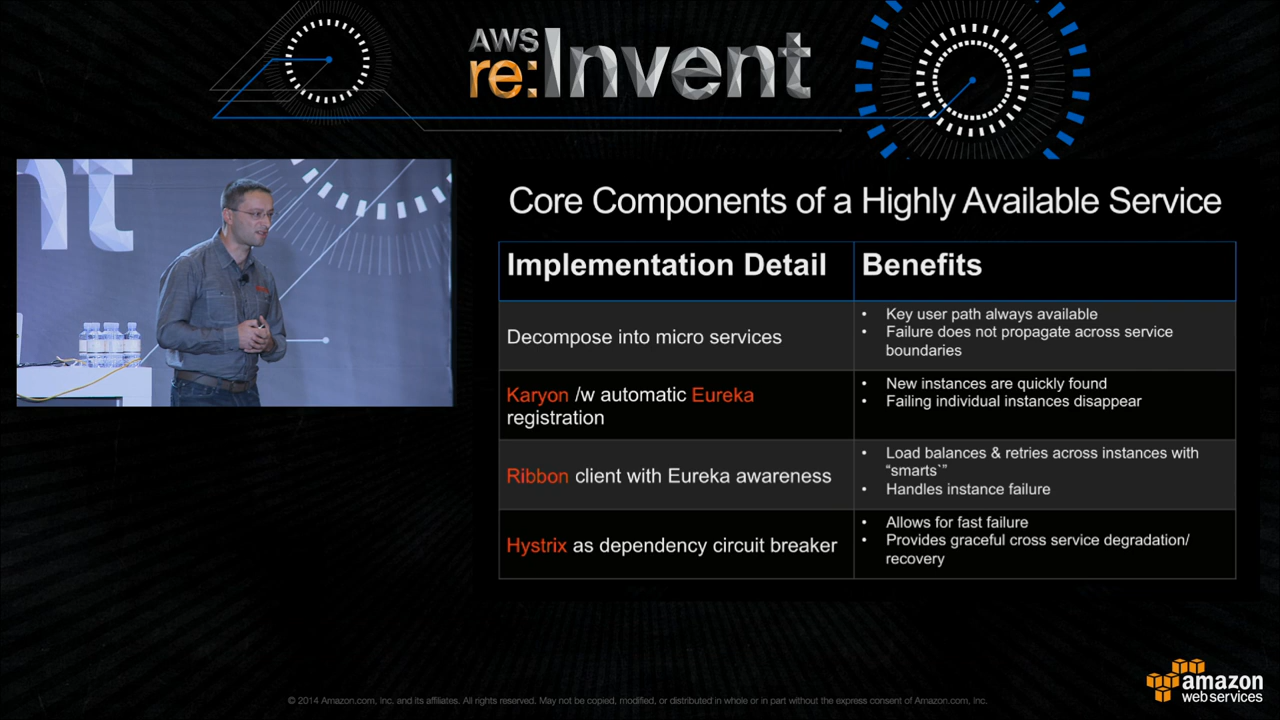 AWS
re:Invent
nt
Core Components of a Highly Available Service
Implementation Detail
Benefits
Decompose into micro services
• Key user path always available
• Failure does not propagate across service
boundaries
Karyon /w automatic Eureka
registration
• New instances are quickly found
• Failing individual instances disappear
Ribbon client with Eureka awareness
• Load balances & retries across instances with
“smarts`”
• Handles instance failure
Hystrix as dependency circuit breaker
• Allows for fast failure
• Provides graceful cross service degradation/
recovery
© 2014 Amazon.com, inc. and its affiliates. All rights reserved. May not be copied, modified, or distributed in whole or in part without the express consent of Amazon.com, inc.
amazon
web services